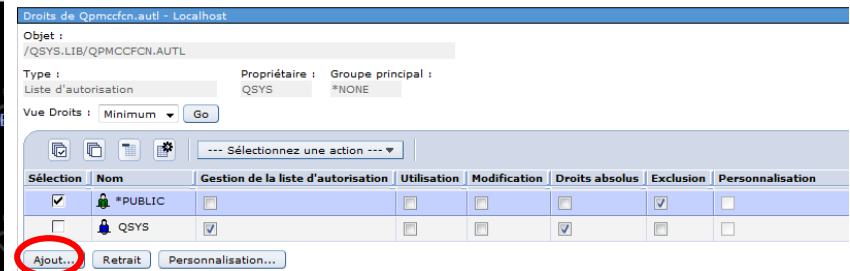 Droits de Qpmccfcn.autl - Localhost
Objet :
/QSYS.LIB/QPMCCFCN.AUTL
Type : Propriétaire : Groupe principal :
Liste d'autorisation QSYS *NONE
Vue Droits : Minimum Go
--- Sélectionnez une action ---
Sélection Nom Gestion de la liste d'autorisation Utilisation Modification Droits absolus Exclusion Personnalisation
*PUBLIC
QSYS
Ajout... Retrait Personnalisation...